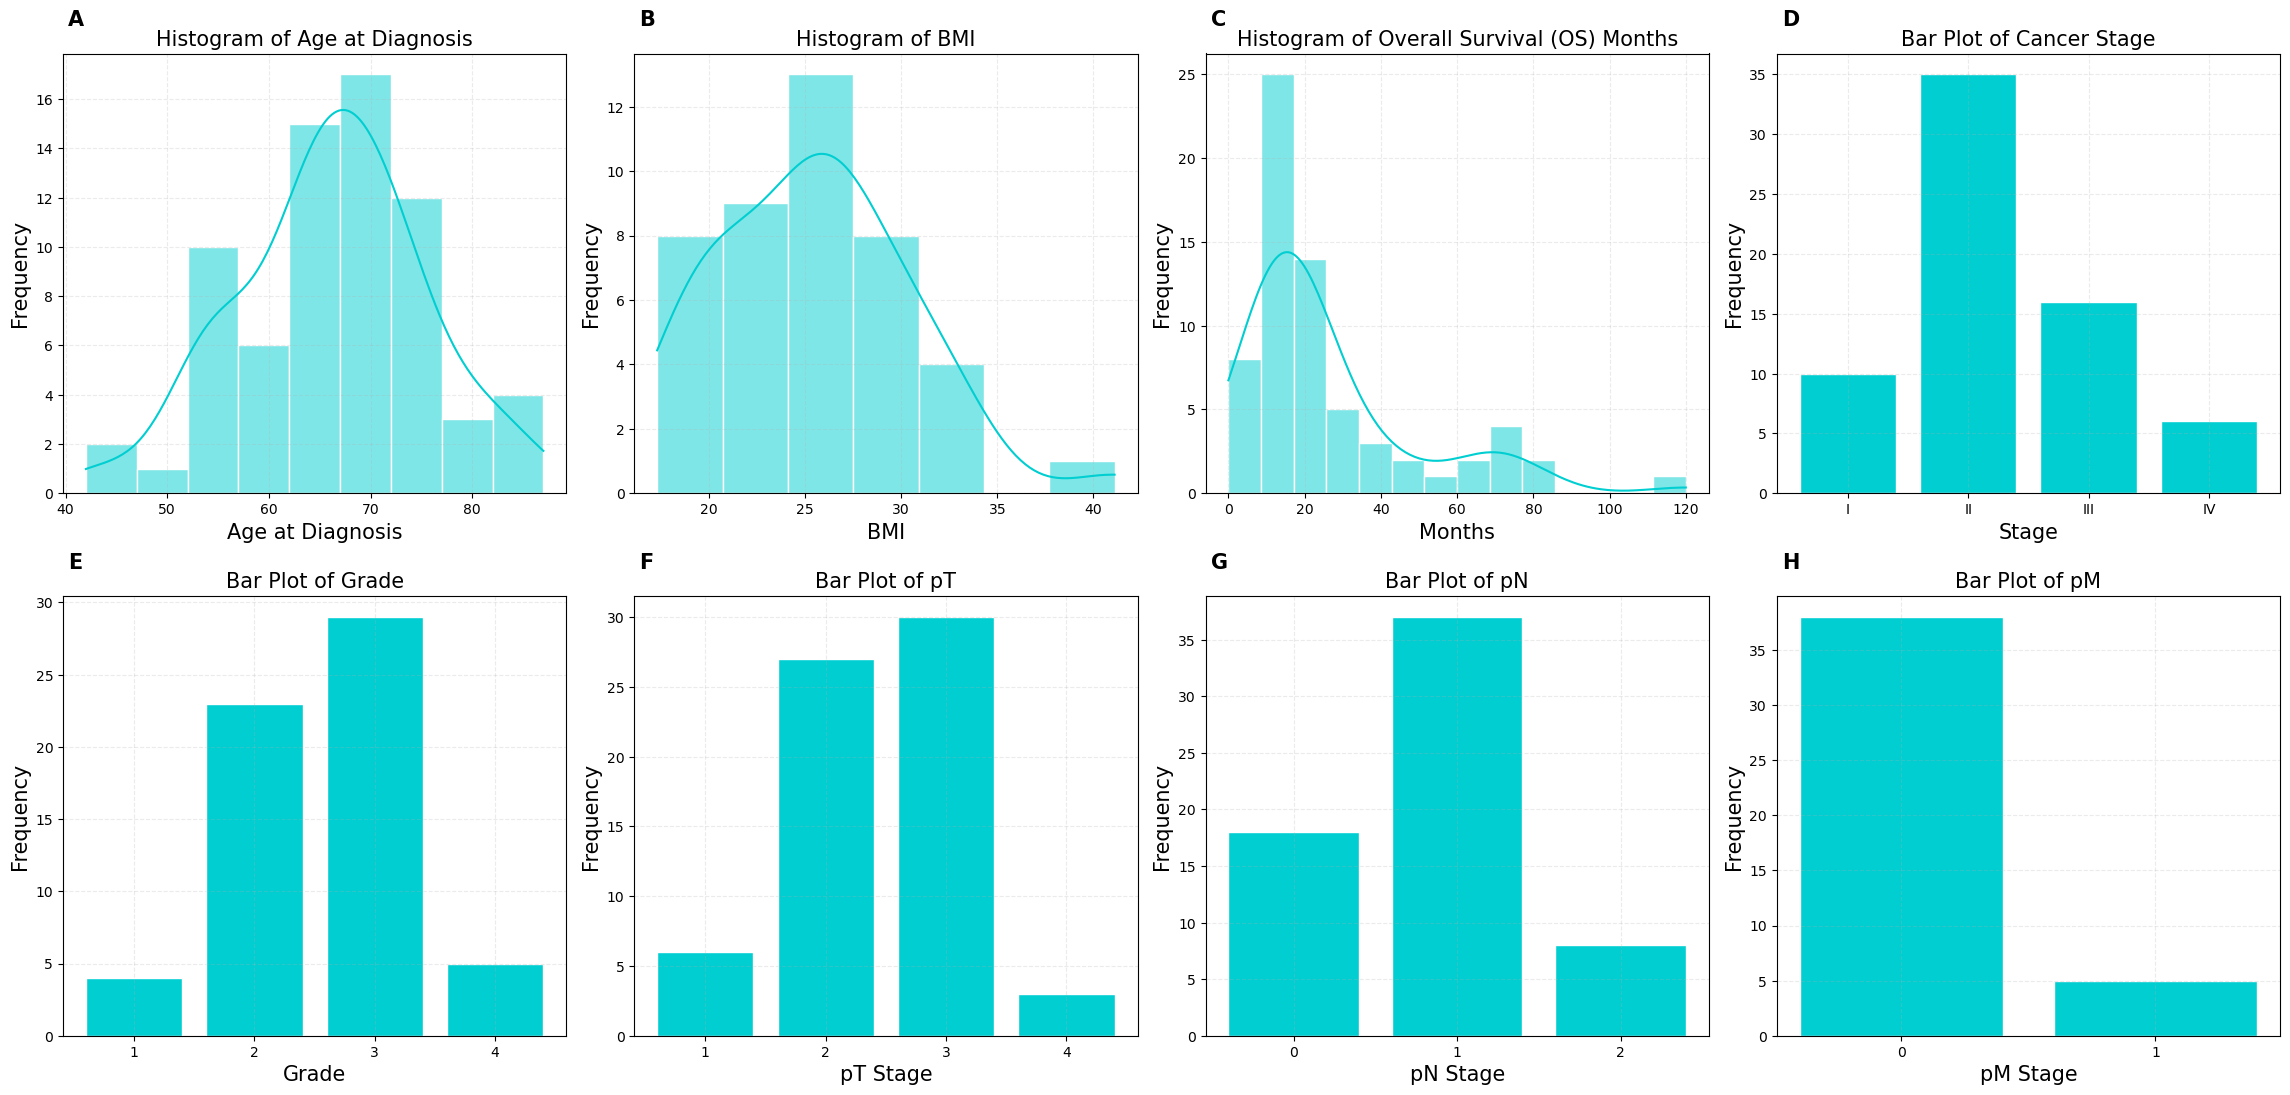 A
Histogram of Age at Diagnosis
Frequency
0
2
4
6
8
10
12
14
16
40
50
60
70
80
Age at Diagnosis
B
Histogram of BMI
Frequency
0
2
4
6
8
10
12
20
25
30
35
40
BMI
C
Histogram of Overall Survival (OS) Months
Frequency
0
5
10
15
20
25
0
20
40
60
80
100
120
Months
D
Bar Plot of Cancer Stage
Frequency
0
5
10
15
20
25
30
35
I
II
III
IV
Stage
E
Bar Plot of Grade
Frequency
0
5
10
15
20
25
30
1
2
3
4
Grade
F
Bar Plot of pT
Frequency
0
5
10
15
20
25
30
1
2
3
4
pT Stage
G
Bar Plot of pN
Frequency
0
5
10
15
20
25
30
35
0
1
2
pN Stage
H
Bar Plot of pM
Frequency
0
5
10
15
20
25
30
35
0
1
pM Stage